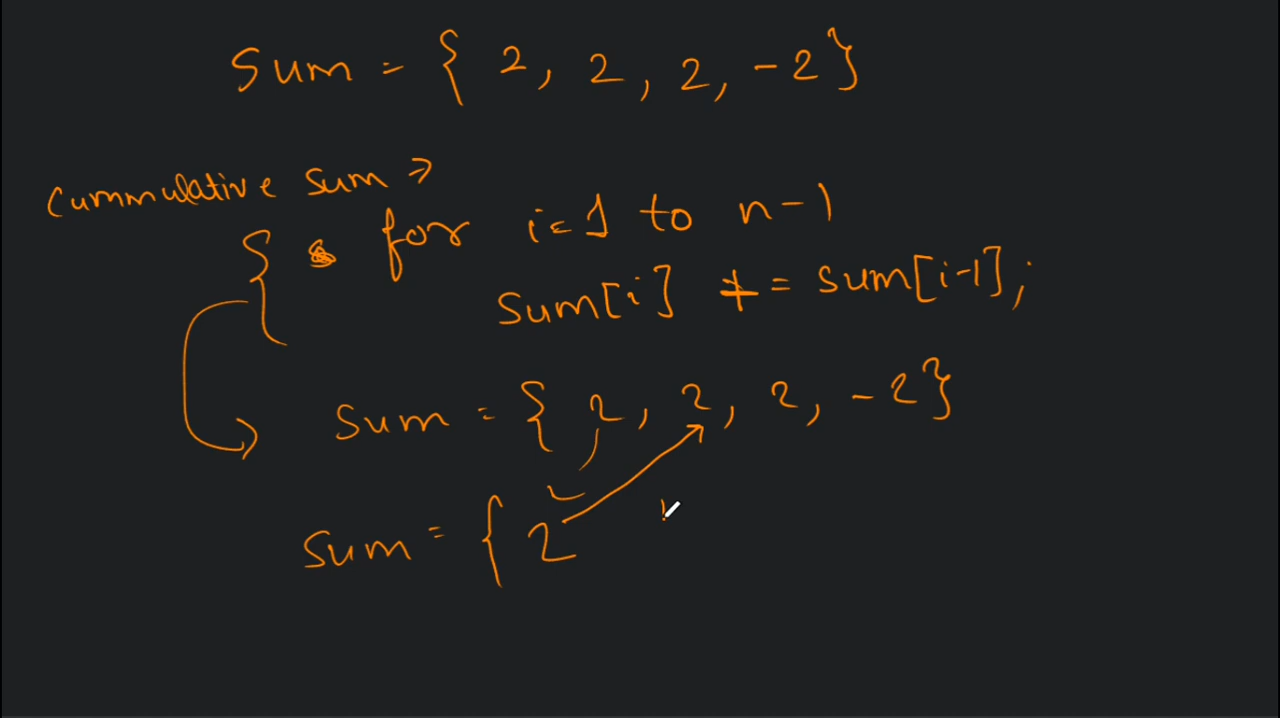 Sum = { 2, 2, 2, -2}
Cummulative Sum →
{ for i=1 to n-1
Sum[i] += sum[i-1];
Sum = { 2, 2, 2, -2}
Sum = { 2